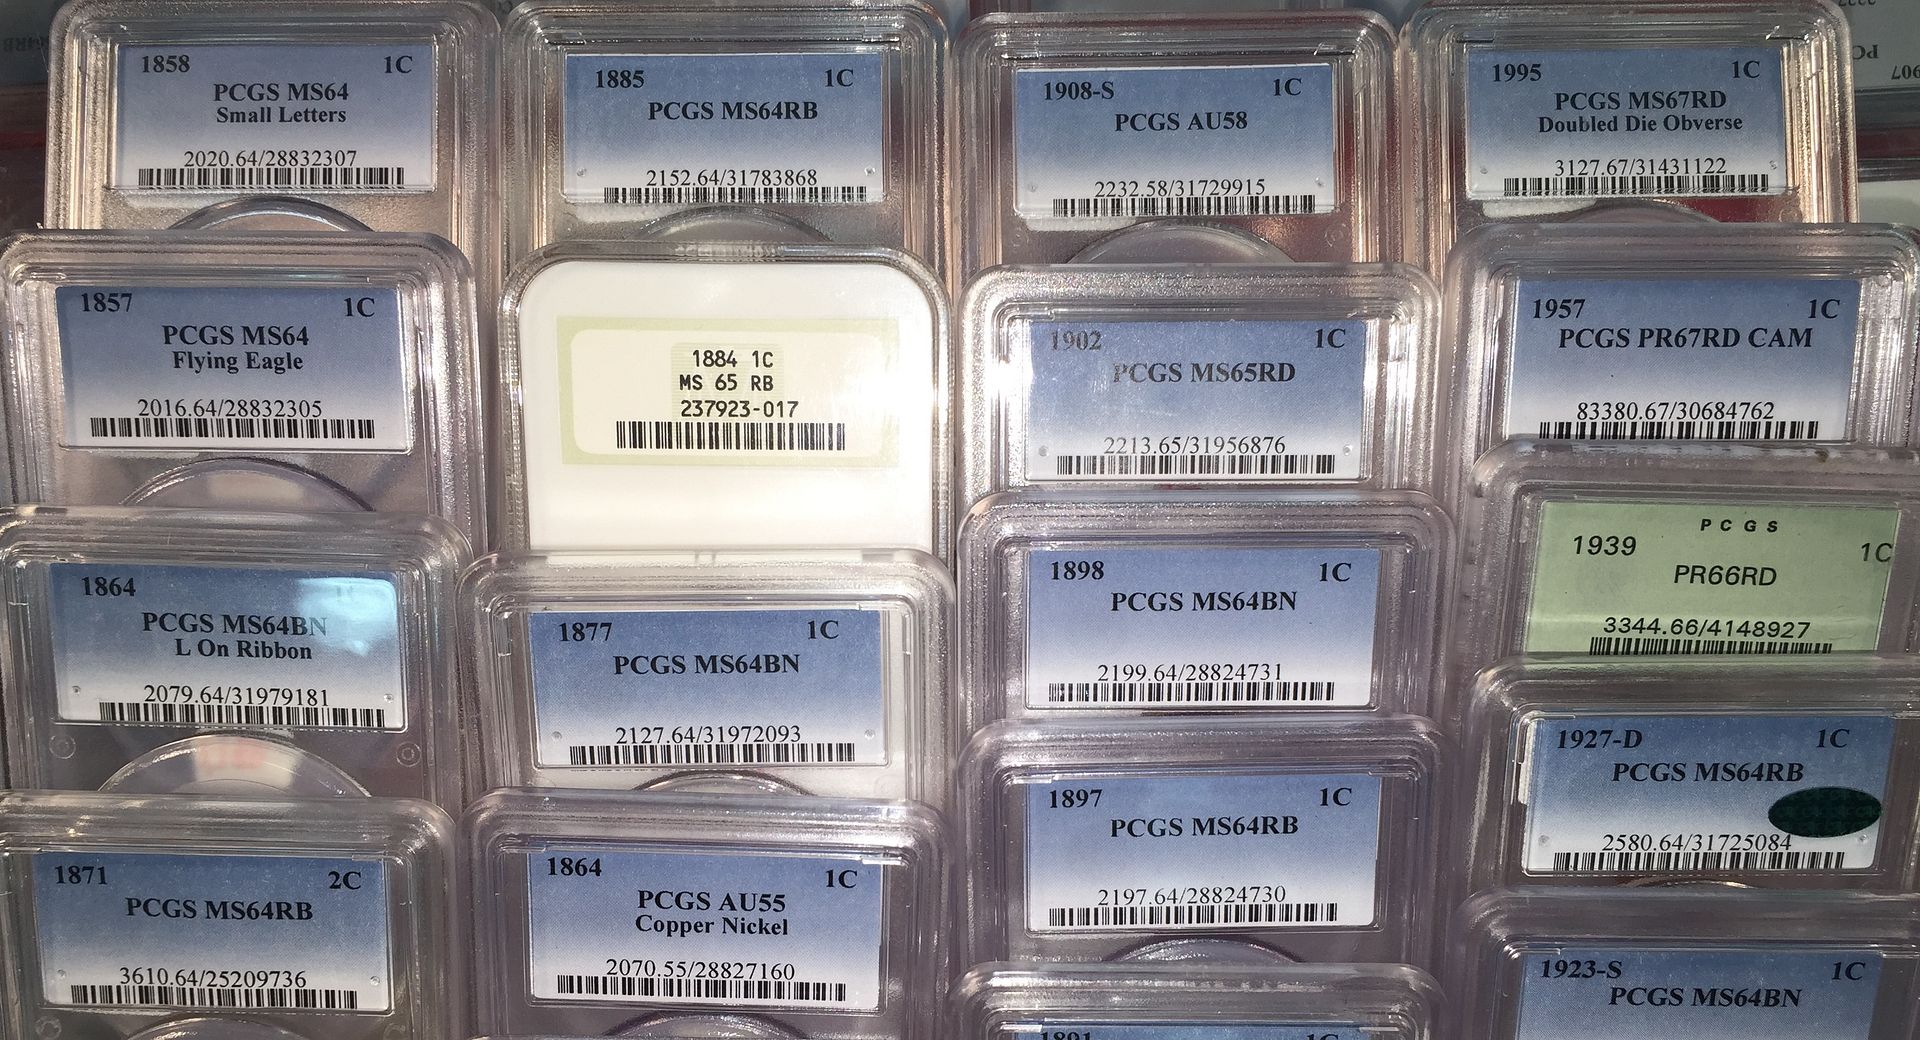 1858 1C
PCGS MS64
Small Letters
2020.64/28832307
1885 1C
PCGS MS64RB
2152.64/31783868
1908-S 1C
PCGS AU58
2232.58/31729915
1995 1C
PCGS MS67RD
Doubled Die Obverse
3127.67/31431122
1857 1C
PCGS MS64
Flying Eagle
2016.64/28832305
1884 1C
MS 65 RB
237923-017
1902 1C
PCGS MS65RD
2213.65/31956876
1957 1C
PCGS PR67RD CAM
83380.67/30684762
1864
PCGS MS64BN
L On Ribbon
2079.64/31979181
1877 1C
PCGS MS64BN
2127.64/31972093
1898 1C
PCGS MS64BN
2199.64/28824731
PCGS
1939 1C
PR66RD
3344.66/4148927
1871 2C
PCGS MS64RB
3610.64/25209736
1864 1C
PCGS AU55
Copper Nickel
2070.55/28827160
1897 1C
PCGS MS64RB
2197.64/28824730
1927-D 1C
PCGS MS64RB
2580.64/31725084
1891 1C
1923-S 1C
PCGS MS64BN